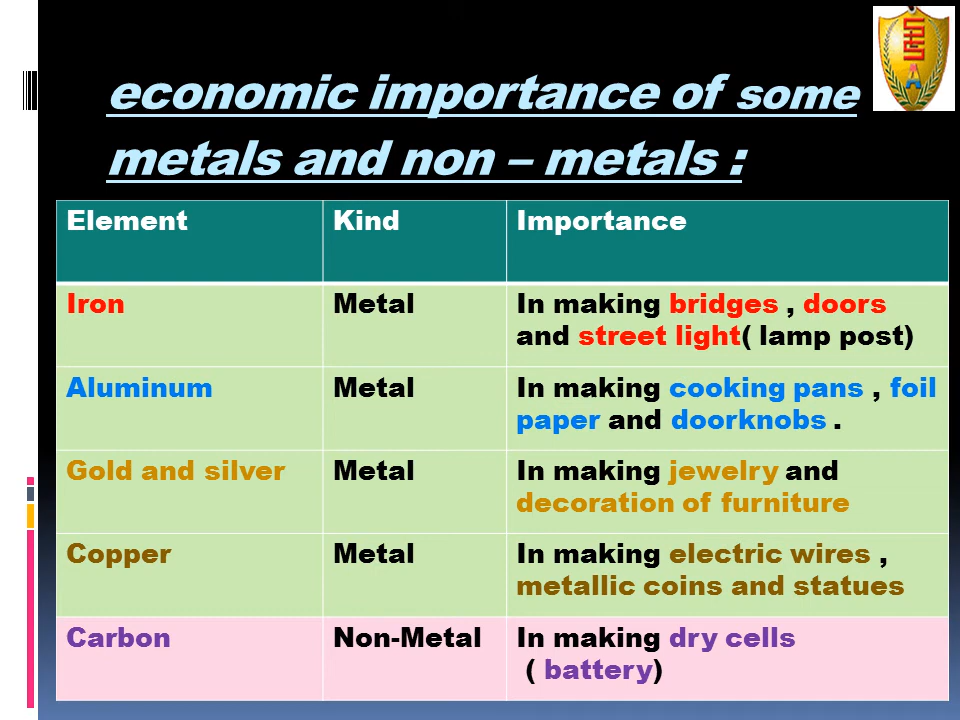 economic importance of some
metals and non – metals :
Element Kind Importance
Iron Metal In making bridges , doors
and street light( lamp post)
Aluminum Metal In making cooking pans , foil
paper and doorknobs .
Gold and silver Metal In making jewelry and
decoration of furniture
Copper Metal In making electric wires ,
metallic coins and statues
Carbon Non-Metal In making dry cells
( battery)